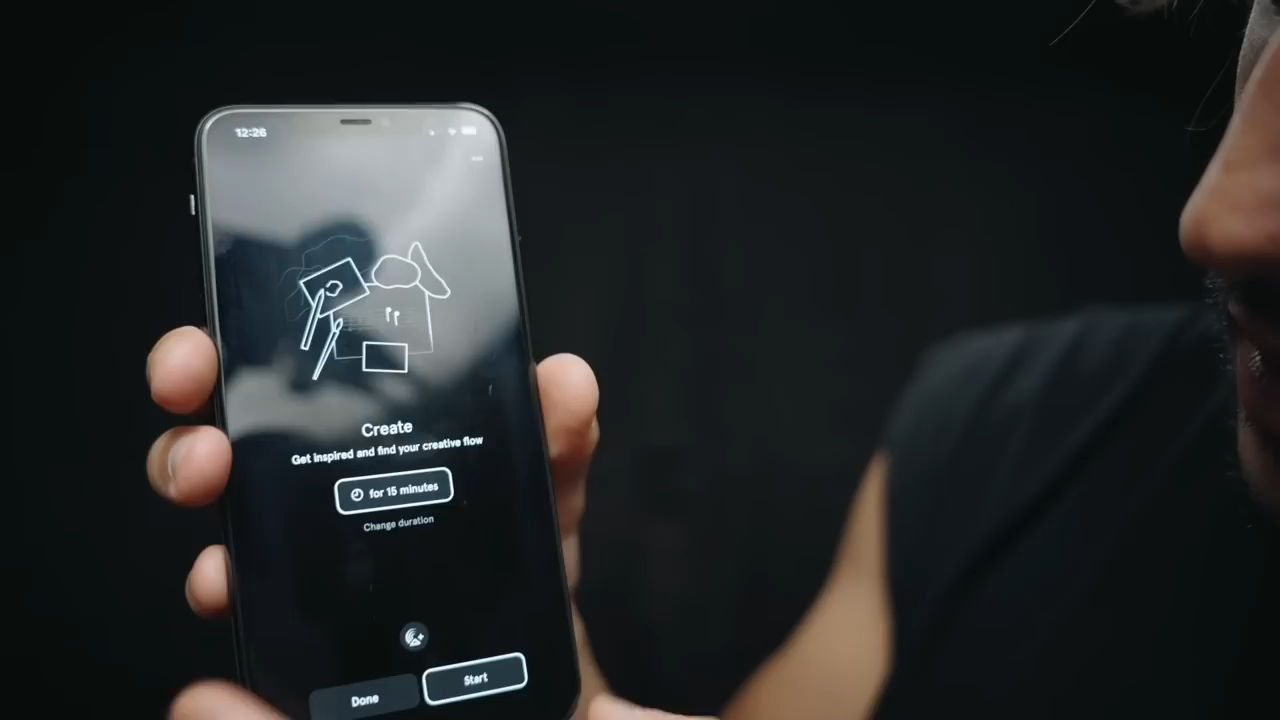 12:26
Create
Get inspired and find your creative flow
for 15 minutes
Change duration
Start
Done